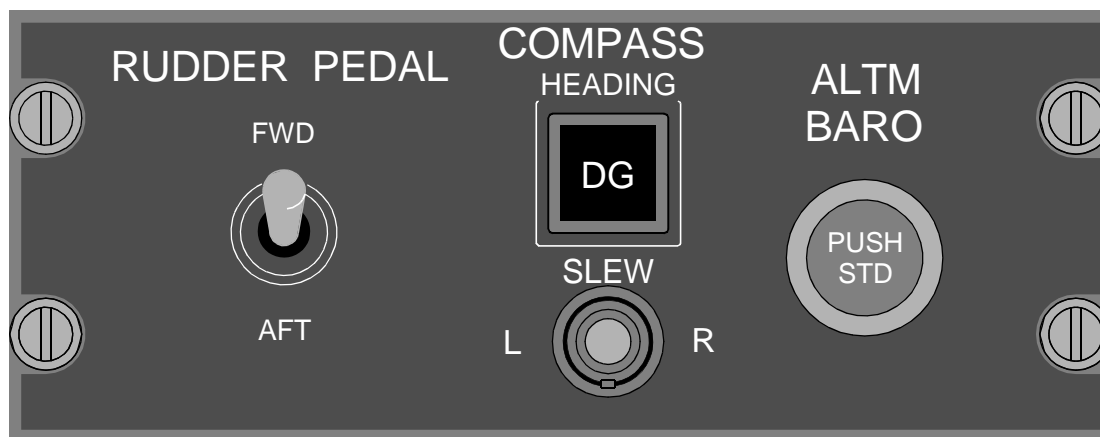 RUDDER PEDAL
FWD
AFT
COMPASS
HEADING
DG
SLEW
L R
ALTM
BARO
PUSH
STD